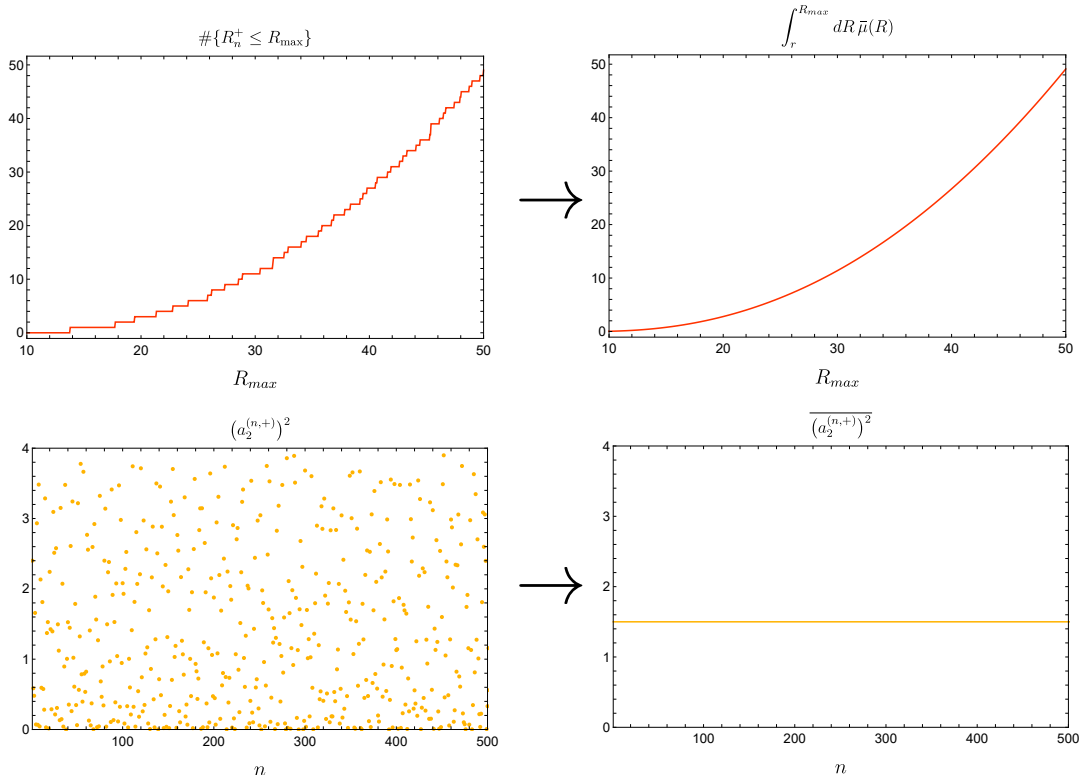 #{R_n^+ ≤ R_max}
50
40
30
20
10
0
10 20 30 40 50
R_max
∫_r^{R_max} dR μ̄(R)
50
40
30
20
10
0
10 20 30 40 50
R_max
(a_2^{(n,+)})^2
4
3
2
1
0
100 200 300 400 500
n
\overline{(a_2^{(n,+)})^2}
4
3
2
1
0
100 200 300 400 500
n